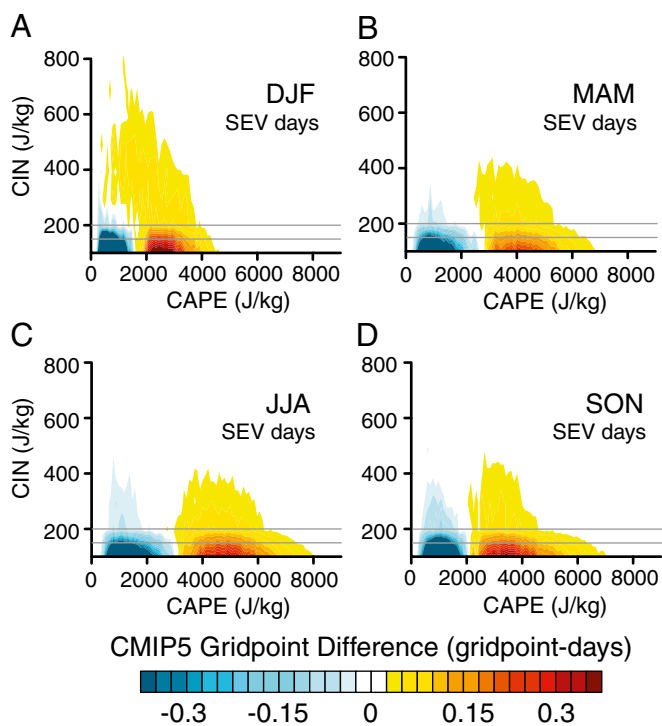 A
B
800
600
400
200
CIN (J/kg)
DJF
SEV days
0 2000 4000 6000 8000
CAPE (J/kg)
800
600
400
200
MAM
SEV days
0 2000 4000 6000 8000
CAPE (J/kg)
C
D
800
600
400
200
CIN (J/kg)
JJA
SEV days
0 2000 4000 6000 8000
CAPE (J/kg)
800
600
400
200
SON
SEV days
0 2000 4000 6000 8000
CAPE (J/kg)
CMIP5 Gridpoint Difference (gridpoint-days)
-0.3 -0.15 0 0.15 0.3